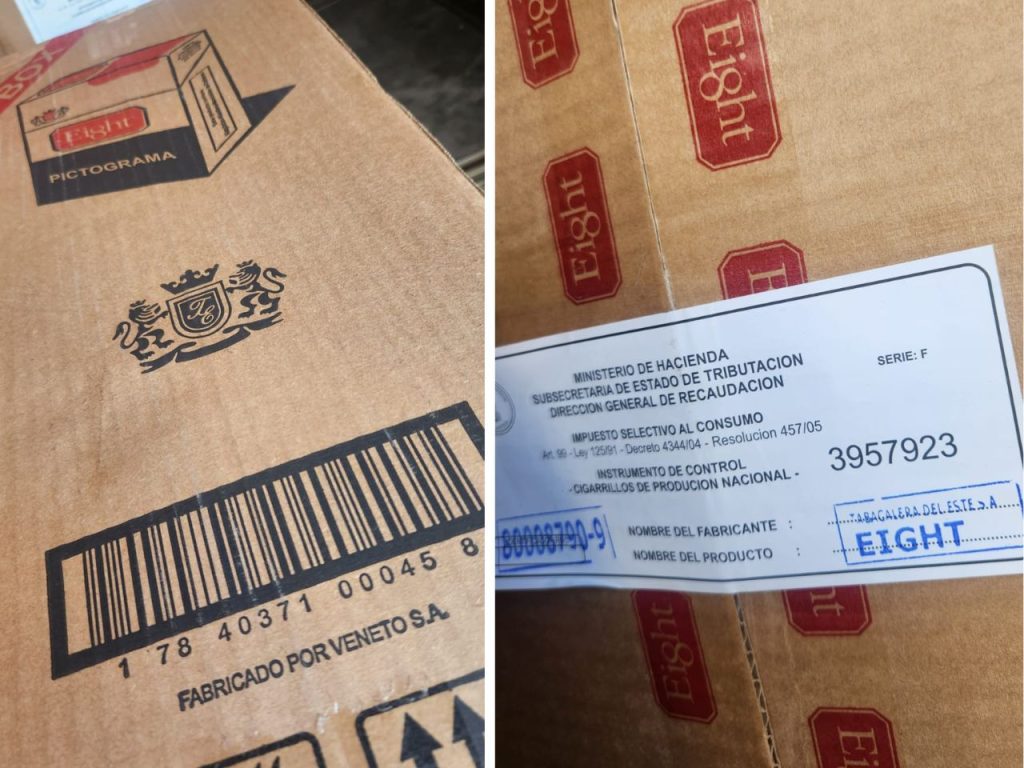 BOX
Eight
PICTOGRAMA
TE
1 78 40371 00045 8
FABRICADO POR VENETO S.A.
Eight
Eight
Eight
MINISTERIO DE HACIENDA
SUBSECRETARIA DE ESTADO DE TRIBUTACION
DIRECCION GENERAL DE RECAUDACION
SERIE: F
IMPUESTO SELECTIVO AL CONSUMO
Art. 99 - Ley 125/91 - Decreto 4344/04 - Resolucion 457/05
INSTRUMENTO DE CONTROL
-CIGARRILLOS DE PRODUCION NACIONAL -
3957923
NOMBRE DEL FABRICANTE : TABACALERA DEL ESTE S.A
NOMBRE DEL PRODUCTO : EIGHT
Eight
Eight